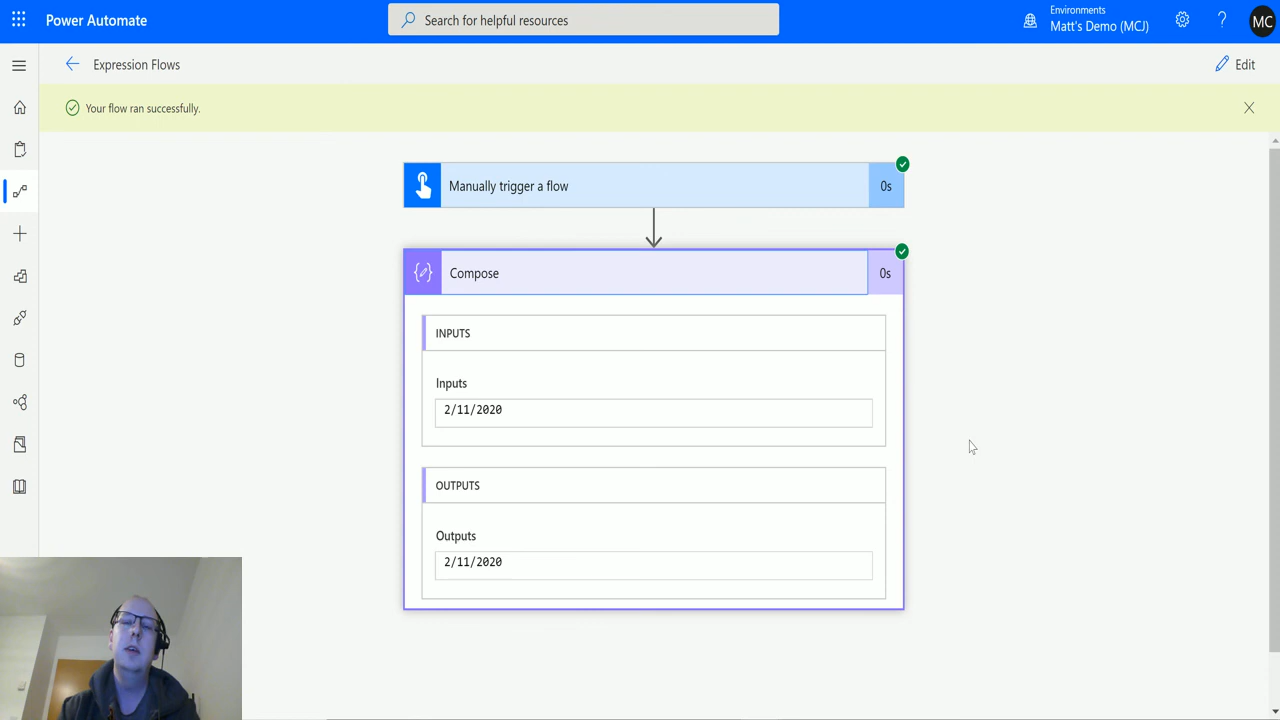 Power Automate
Search for helpful resources
Environments
Matt's Demo (MCJ)
?
MC
Expression Flows
Edit
Your flow ran successfully.
Manually trigger a flow
0s
Compose
0s
INPUTS
Inputs
2/11/2020
OUTPUTS
Outputs
2/11/2020